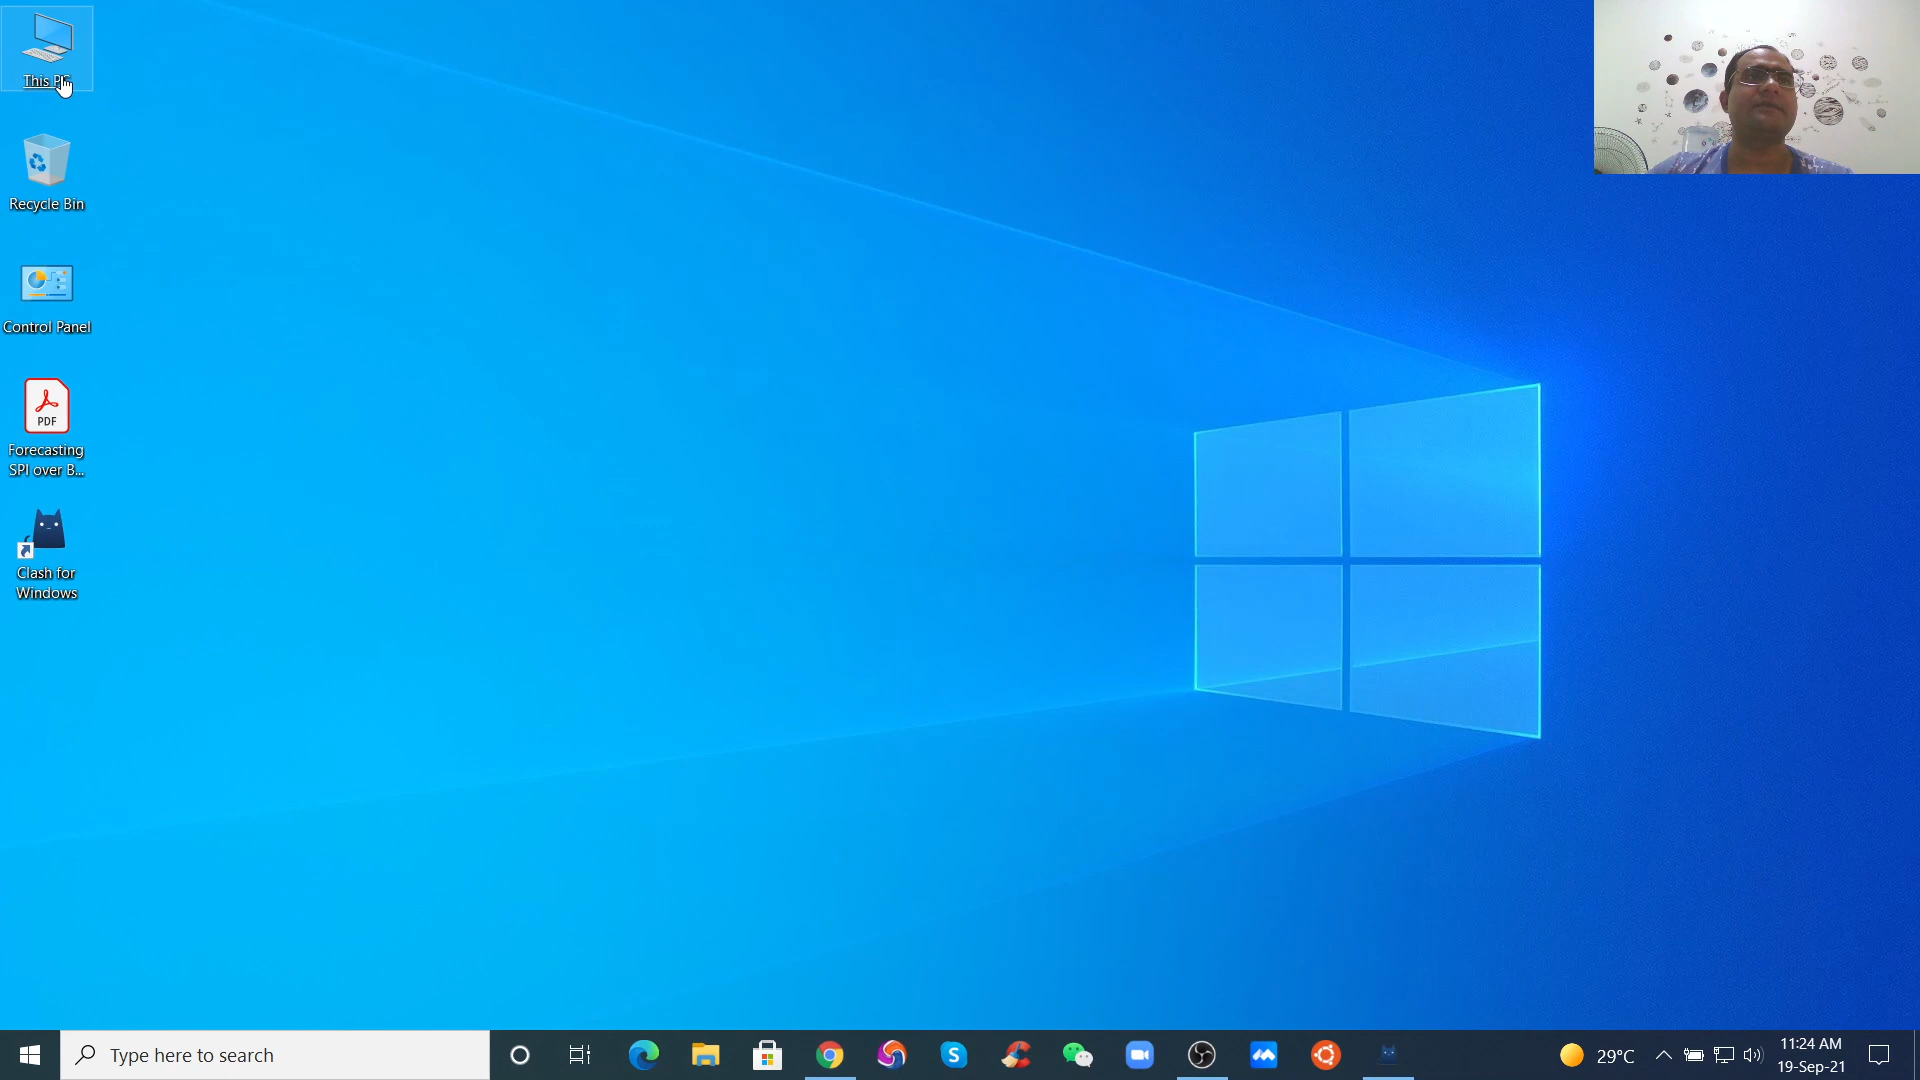 This PC
Recycle Bin
Control Panel
PDF
Forecasting
SPI over B...
Clash for
Windows
Type here to search
S
29°C
11:24 AM
19-Sep-21